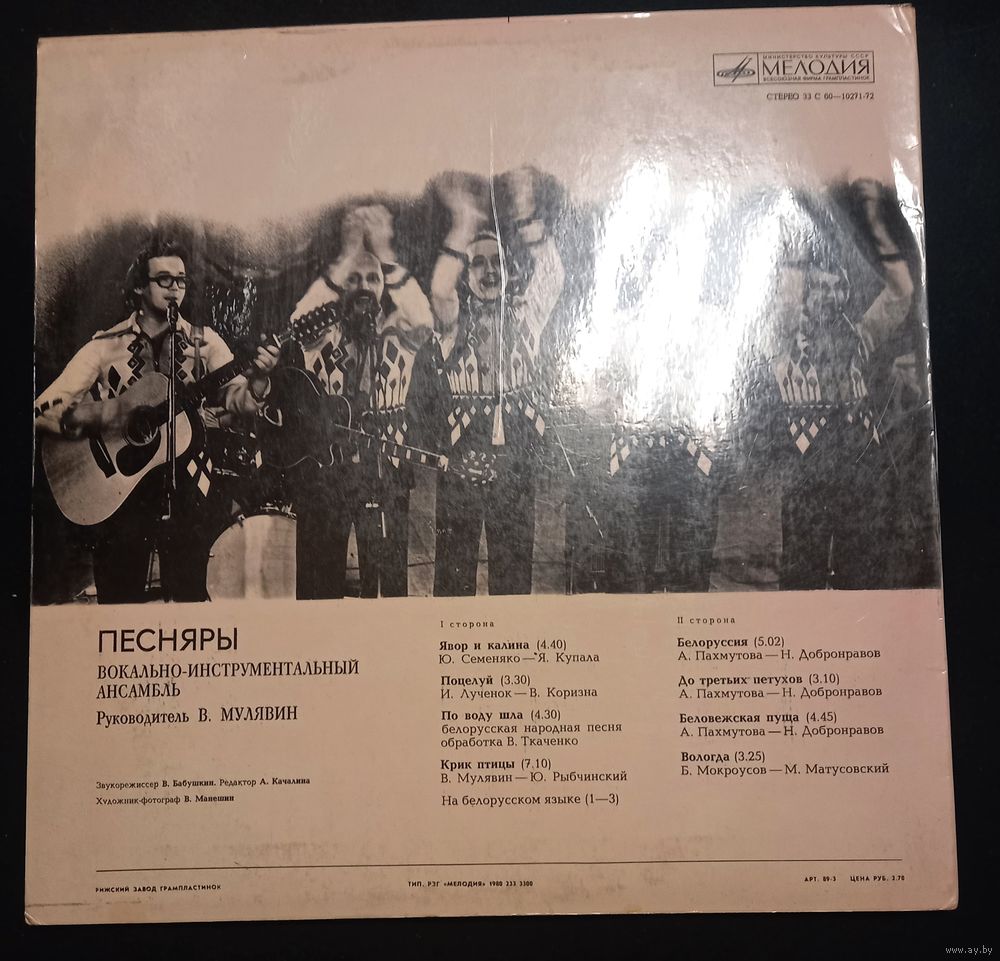 МИНИСТЕРСТВО КУЛЬТУРЫ СССР
МЕЛОДИЯ
ВСЕСОЮЗНАЯ ФИРМА ГРАМПЛАСТИНОК
СТЕРЕО 33 С 60—10271-72
ПЕСНЯРЫ
ВОКАЛЬНО-ИНСТРУМЕНТАЛЬНЫЙ
АНСАМБЛЬ
Руководитель В. МУЛЯВИН
Звукорежиссер В. Бабушкин. Редактор А. Качалина
Художник-фотограф В. Манешин
I сторона
Явор и калина (4.40)
Ю. Семеняко — Я. Купала
Поцелуй (3.30)
И. Лученок — В. Коризна
По воду шла (4.30)
белорусская народная песня
обработка В. Ткаченко
Крик птицы (7.10)
В. Мулявин — Ю. Рыбчинский
На белорусском языке (1—3)
II сторона
Белоруссия (5.02)
А. Пахмутова — Н. Добронравов
До третьих петухов (3.10)
А. Пахмутова — Н. Добронравов
Беловежская пуща (4.45)
А. Пахмутова — Н. Добронравов
Вологда (3.25)
Б. Мокроусов — М. Матусовский
РИЖСКИЙ ЗАВОД ГРАМПЛАСТИНОК
ТИП. РЗГ «МЕЛОДИЯ» 1980 233 3300
АРТ. 89-3 ЦЕНА РУБ. 2.70
www.ay.by